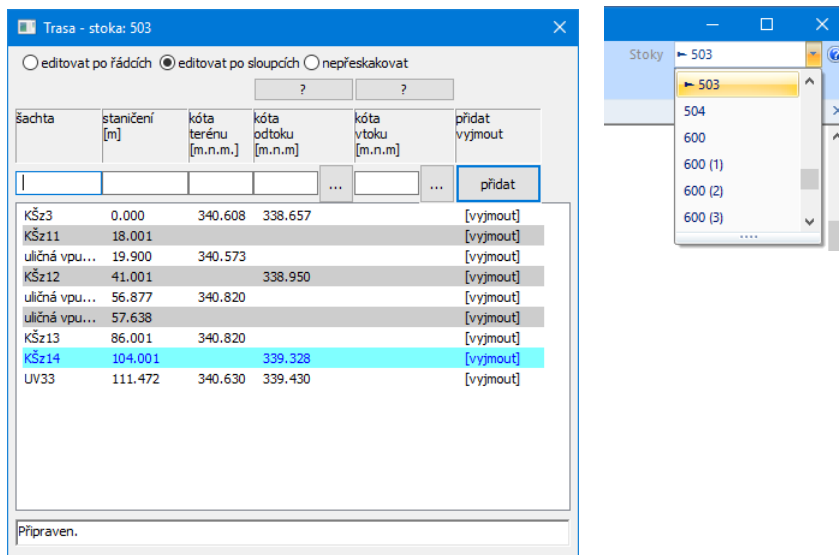 Trasa - stoka: 503
editovat po řádcích editovat po sloupcích nepřeskakovat
? ?
šachta staničení [m] kóta terénu [m.n.m.] kóta odtoku [m.n.m] kóta vtoku [m.n.m] přidat vyjmout
... ... přidat
KŠz3 0.000 340.608 338.657 [vyjmout]
KŠz11 18.001 [vyjmout]
uličná vpu... 19.900 340.573 [vyjmout]
KŠz12 41.001 338.950 [vyjmout]
uličná vpu... 56.877 340.820 [vyjmout]
uličná vpu... 57.638 [vyjmout]
KŠz13 86.001 340.820 [vyjmout]
KŠz14 104.001 339.328 [vyjmout]
UV33 111.472 340.630 339.430 [vyjmout]
Připraven.
Stoky 503
503
504
600
600 (1)
600 (2)
600 (3)